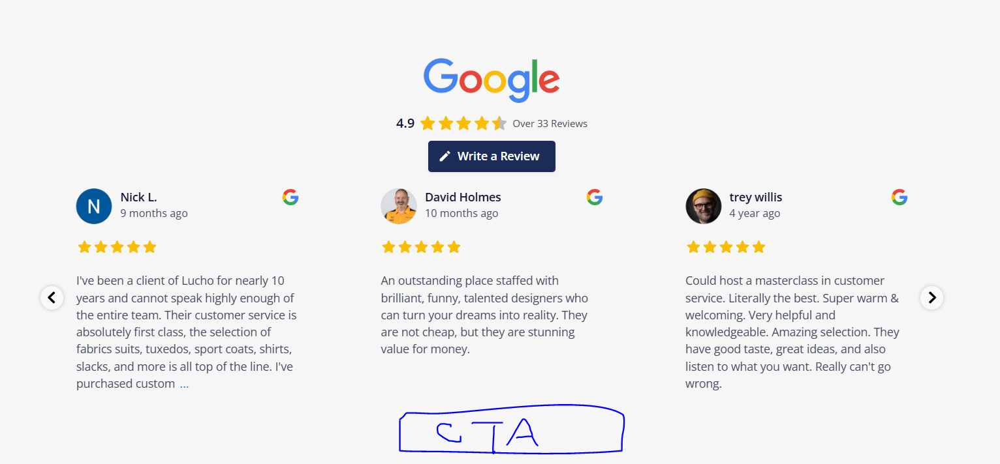 Google
4.9 Over 33 Reviews
Write a Review
N
Nick L.
9 months ago
I've been a client of Lucho for nearly 10
years and cannot speak highly enough of
the entire team. Their customer service is
absolutely first class, the selection of
fabrics suits, tuxedos, sport coats, shirts,
slacks, and more is all top of the line. I've
purchased custom ...
David Holmes
10 months ago
An outstanding place staffed with
brilliant, funny, talented designers who
can turn your dreams into reality. They
are not cheap, but they are stunning
value for money.
trey willis
4 year ago
Could host a masterclass in customer
service. Literally the best. Super warm &
welcoming. Very helpful and
knowledgeable. Amazing selection. They
have good taste, great ideas, and also
listen to what you want. Really can't go
wrong.
CTA